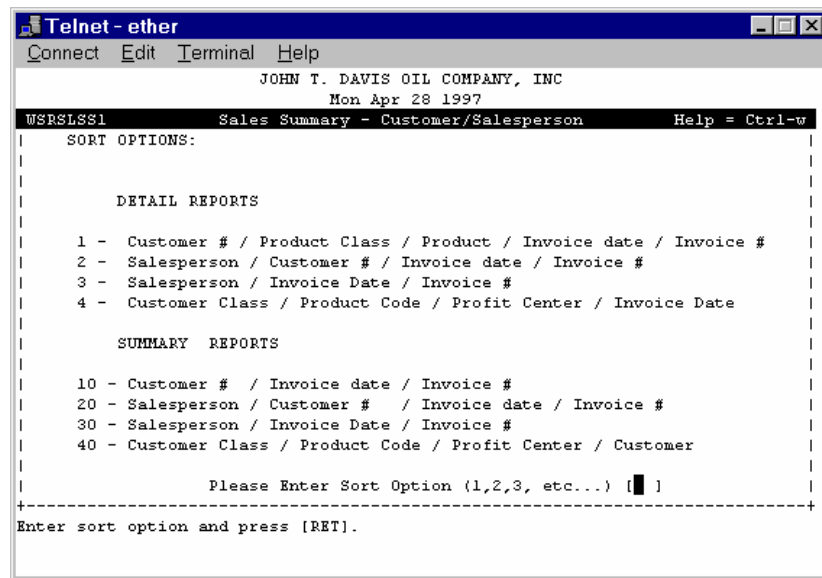 Telnet - ether
Connect Edit Terminal Help
JOHN T. DAVIS OIL COMPANY, INC
Mon Apr 28 1997
WSRSLSS1 Sales Summary - Customer/Salesperson Help = Ctrl-w
SORT OPTIONS:
DETAIL REPORTS
1 - Customer # / Product Class / Product / Invoice date / Invoice #
2 - Salesperson / Customer # / Invoice date / Invoice #
3 - Salesperson / Invoice Date / Invoice #
4 - Customer Class / Product Code / Profit Center / Invoice Date
SUMMARY REPORTS
10 - Customer # / Invoice date / Invoice #
20 - Salesperson / Customer # / Invoice date / Invoice #
30 - Salesperson / Invoice Date / Invoice #
40 - Customer Class / Product Code / Profit Center / Customer
Please Enter Sort Option (1,2,3, etc...) [ ]
Enter sort option and press [RET].